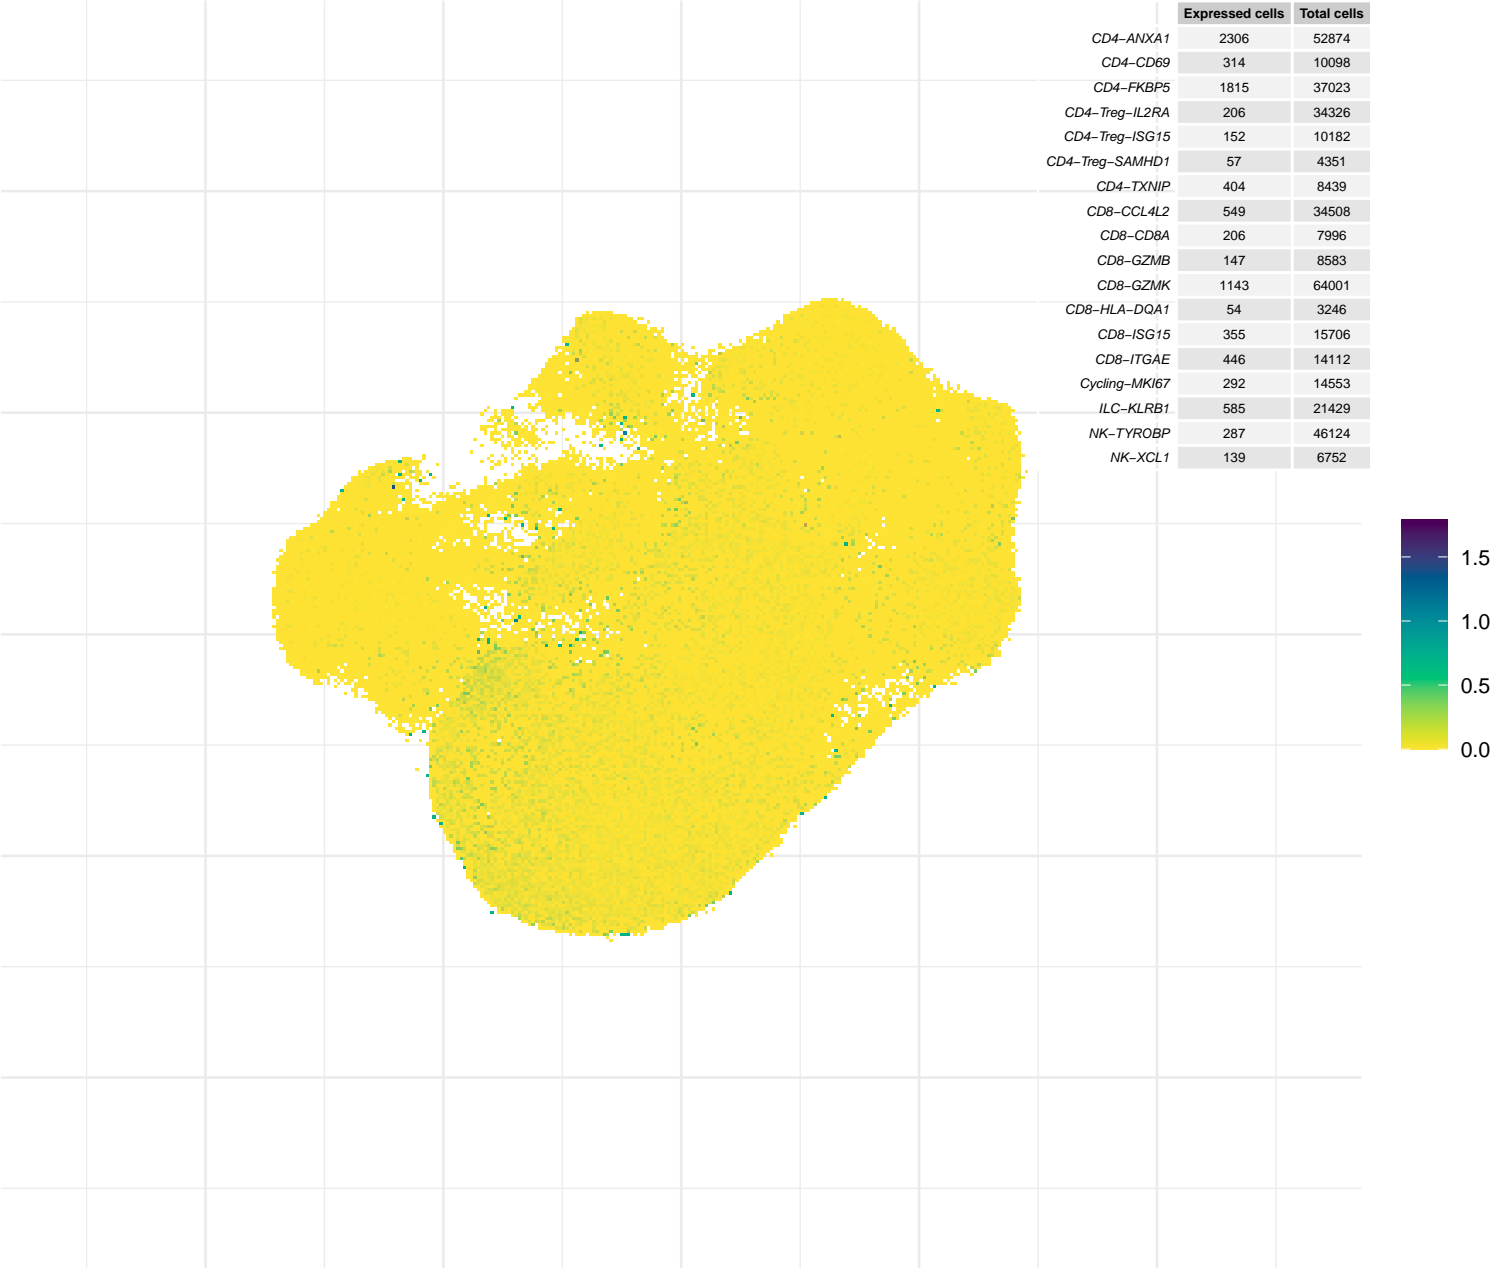 Expressed cells Total cells
CD4−ANXA1 2306 52874
CD4−CD69 314 10098
CD4−FKBP5 1815 37023
CD4−Treg−IL2RA 206 34326
CD4−Treg−ISG15 152 10182
CD4−Treg−SAMHD1 57 4351
CD4−TXNIP 404 8439
CD8−CCL4L2 549 34508
CD8−CD8A 206 7996
CD8−GZMB 147 8583
CD8−GZMK 1143 64001
CD8−HLA−DQA1 54 3246
CD8−ISG15 355 15706
CD8−ITGAE 446 14112
Cycling−MKI67 292 14553
ILC−KLRB1 585 21429
NK−TYROBP 287 46124
NK−XCL1 139 6752
1.5
1.0
0.5
0.0